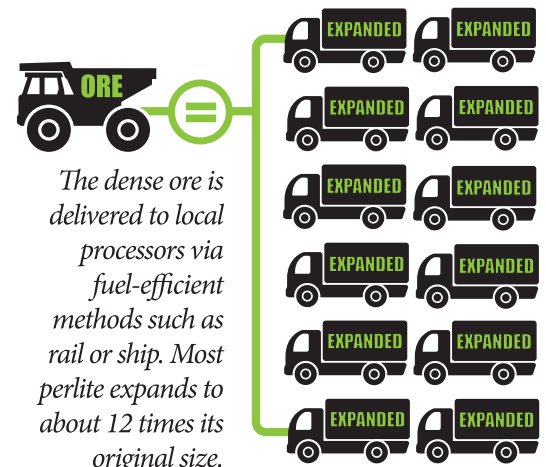 ORE
=
The dense ore is
delivered to local
processors via
fuel-efficient
methods such as
rail or ship. Most
perlite expands to
about 12 times its
original size.
EXPANDED EXPANDED
EXPANDED EXPANDED
EXPANDED EXPANDED
EXPANDED EXPANDED
EXPANDED EXPANDED
EXPANDED EXPANDED